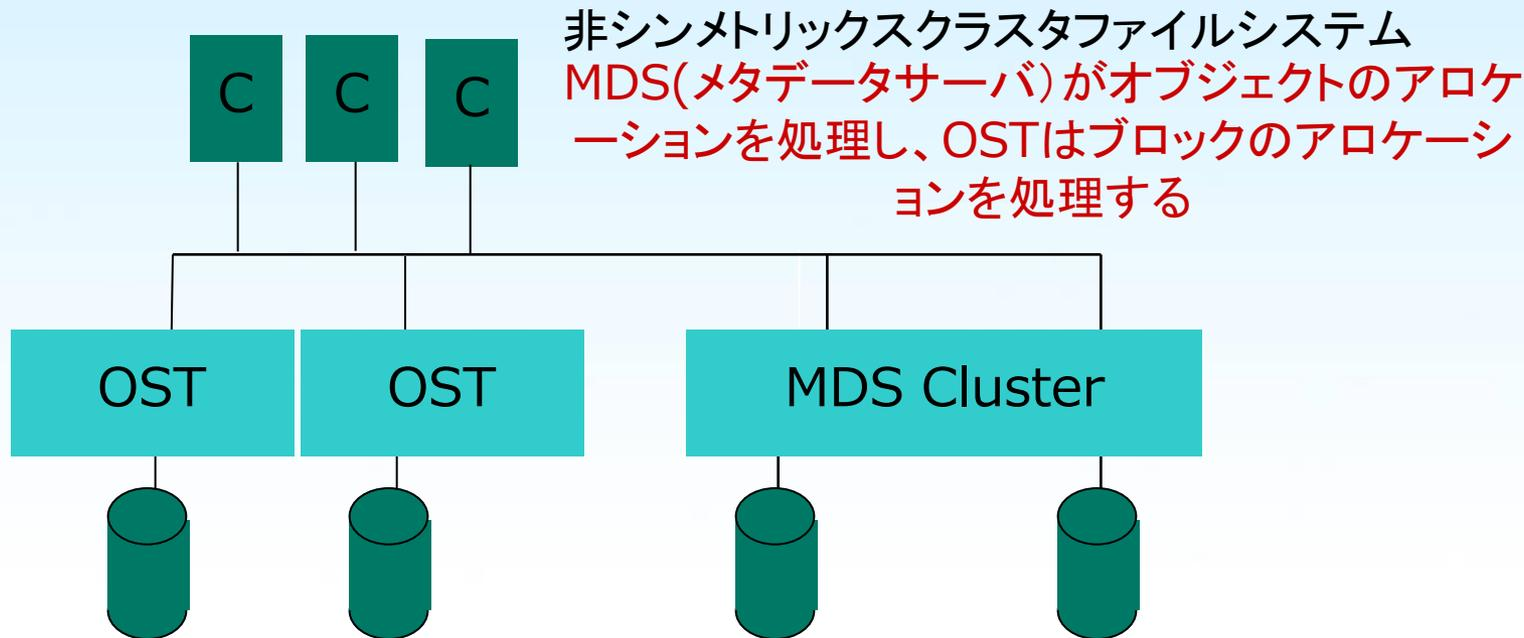 非シンメトリックスクラスタファイルシステム
MDS(メタデータサーバ）がオブジェクトのアロケ
ーションを処理し、OSTはブロックのアロケーシ
ョンを処理する
C
C
C
OST
OST
MDS Cluster